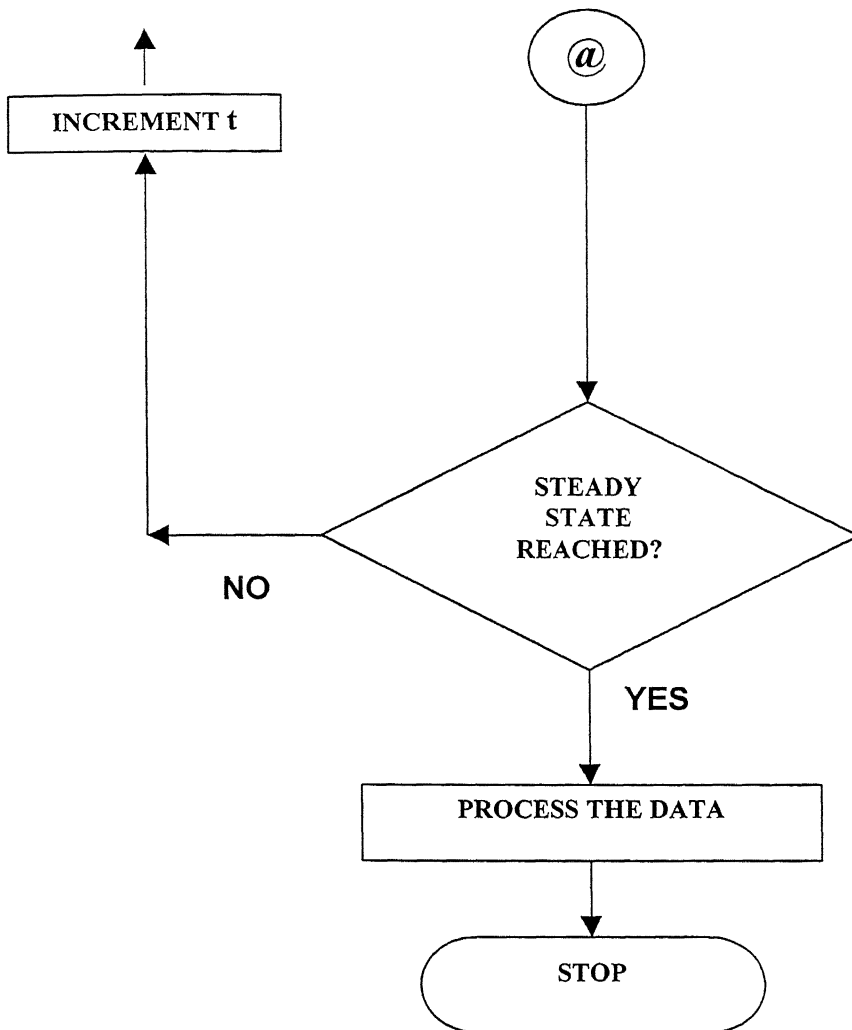 @
INCREMENT t
STEADY
STATE
REACHED?
NO
YES
PROCESS THE DATA
STOP